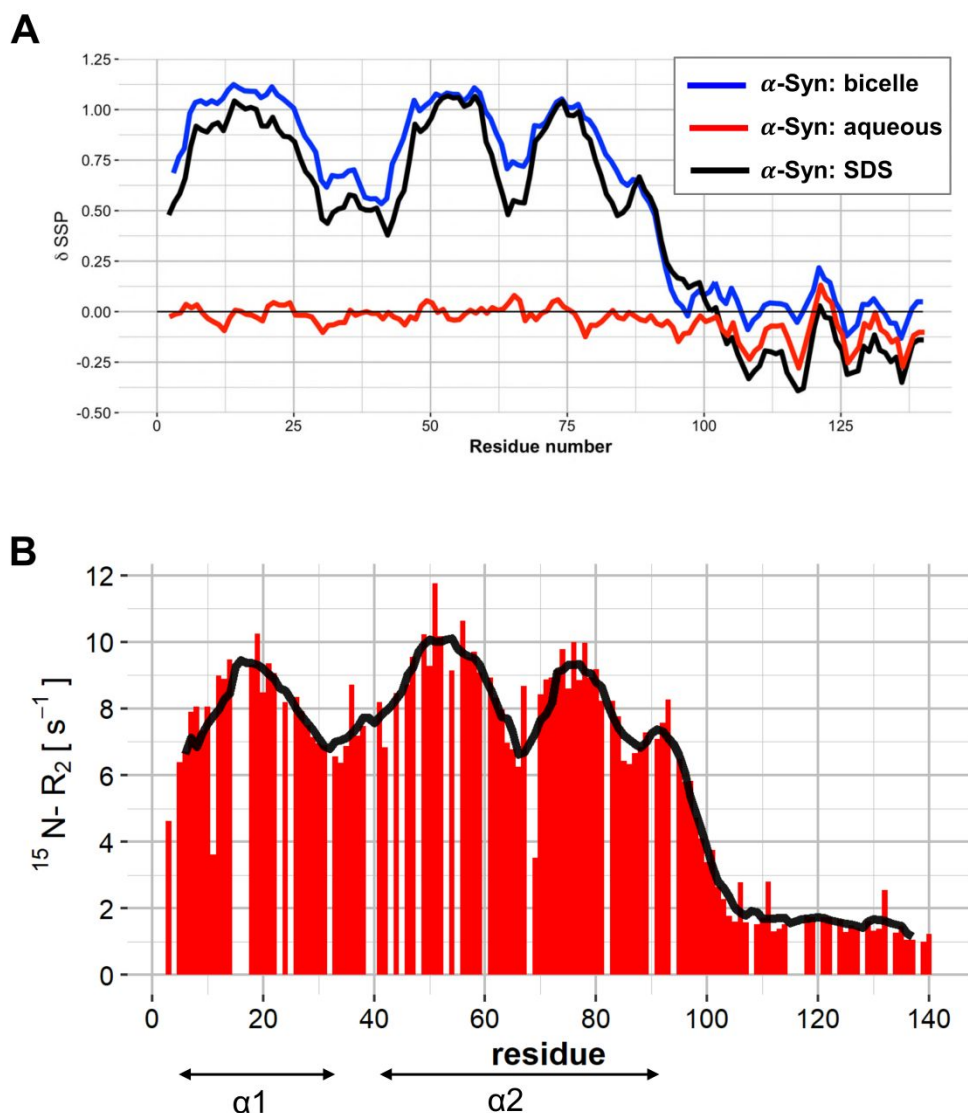 A
1.25
1.00
0.75
0.50
0.25
0.00
-0.25
-0.50
δ SSP
0 25 50 75 100 125
Residue number
α-Syn: bicelle
α-Syn: aqueous
α-Syn: SDS
B
12
10
8
6
4
2
0
¹⁵N- R₂ [ s⁻¹ ]
0 20 40 60 80 100 120 140
residue
α1 α2